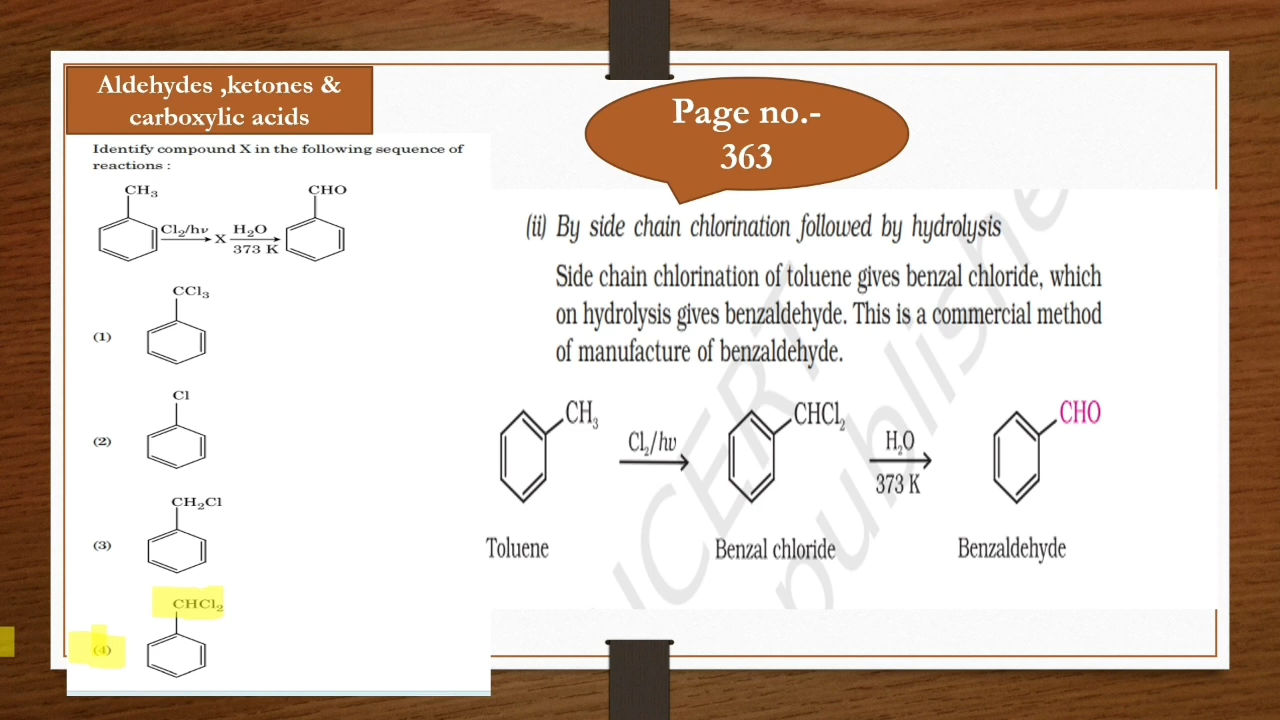 Aldehydes ,ketones &
carboxylic acids
Page no.-
363
Identify compound X in the following sequence of
reactions :
CH₃
CHO
Cl₂/hν
X
H₂O
373 K
CCl₃
(1)
Cl
(2)
CH₂Cl
(3)
CHCl₂
(4)
(ii) By side chain chlorination followed by hydrolysis
Side chain chlorination of toluene gives benzal chloride, which
on hydrolysis gives benzaldehyde. This is a commercial method
of manufacture of benzaldehyde.
CH₃
CHCl₂
CHO
Cl₂/hν
H₂O
373 K
Toluene
Benzal chloride
Benzaldehyde
NCERT
publishe